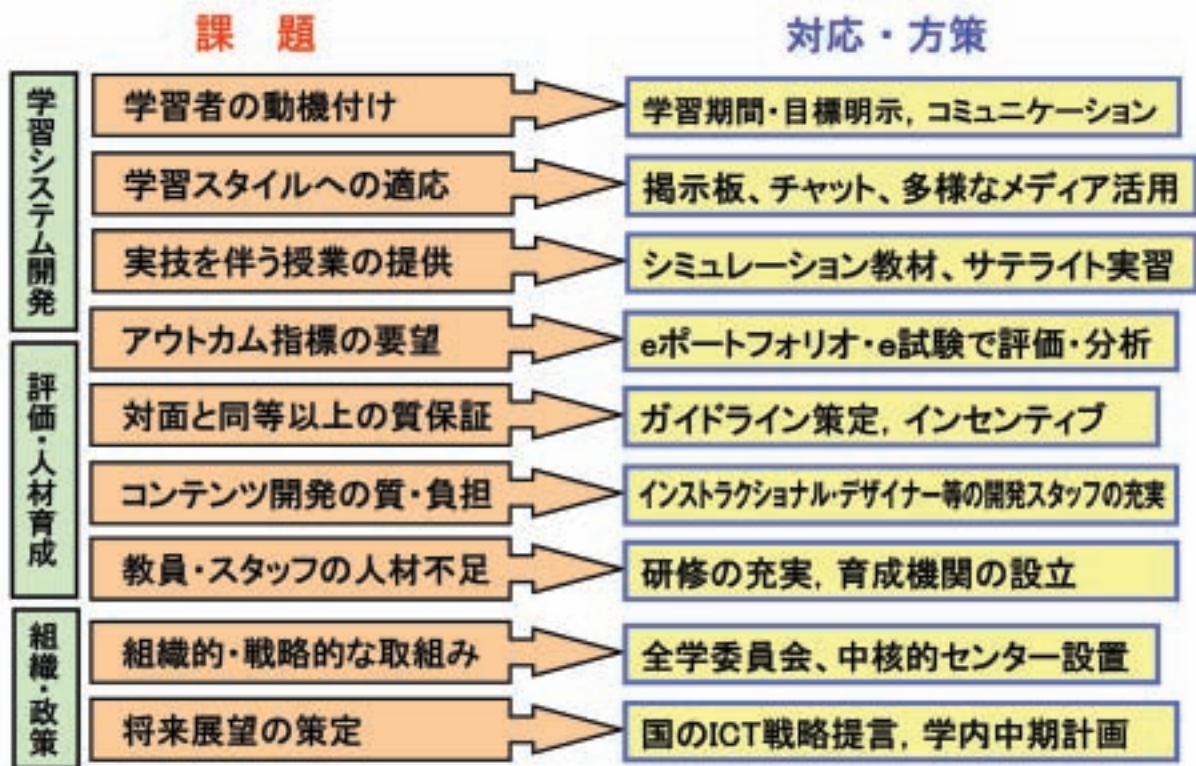 課 題
対応・方策
学習システム開発
学習者の動機付け
学習期間・目標明示, コミュニケーション
学習スタイルへの適応
掲示板、チャット、多様なメディア活用
実技を伴う授業の提供
シミュレーション教材、サテライト実習
アウトカム指標の要望
eポートフォリオ・e試験で評価・分析
評価・人材育成
対面と同等以上の質保証
ガイドライン策定, インセンティブ
コンテンツ開発の質・負担
インストラクショナル・デザイナー等の開発スタッフの充実
教員・スタッフの人材不足
研修の充実, 育成機関の設立
組織・政策
組織的・戦略的な取組み
全学委員会、中核的センター設置
将来展望の策定
国のICT戦略提言, 学内中期計画